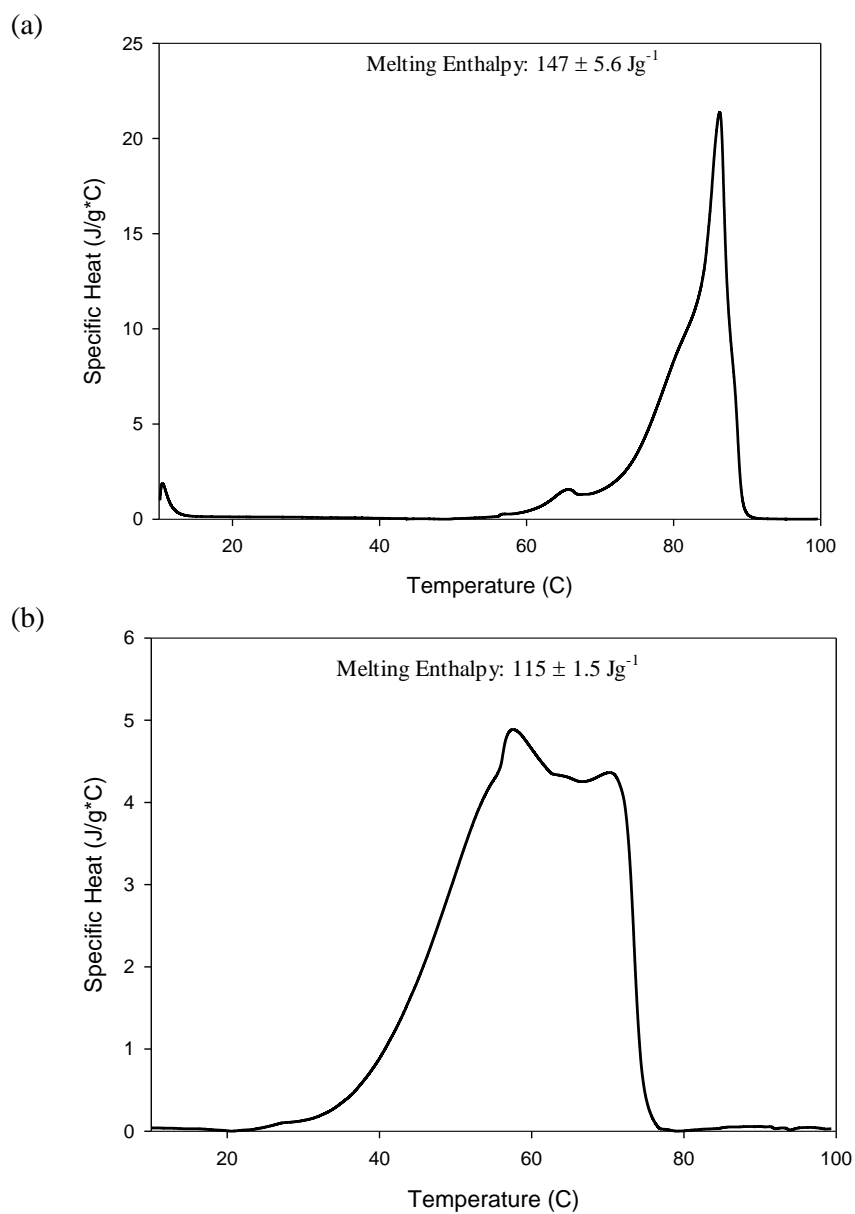 (a)
Melting Enthalpy: 147 ± 5.6 Jg⁻¹
Specific Heat (J/g*C)
25
20
15
10
5
0
20 40 60 80 100
Temperature (C)
(b)
Melting Enthalpy: 115 ± 1.5 Jg⁻¹
Specific Heat (J/g*C)
6
5
4
3
2
1
0
20 40 60 80 100
Temperature (C)